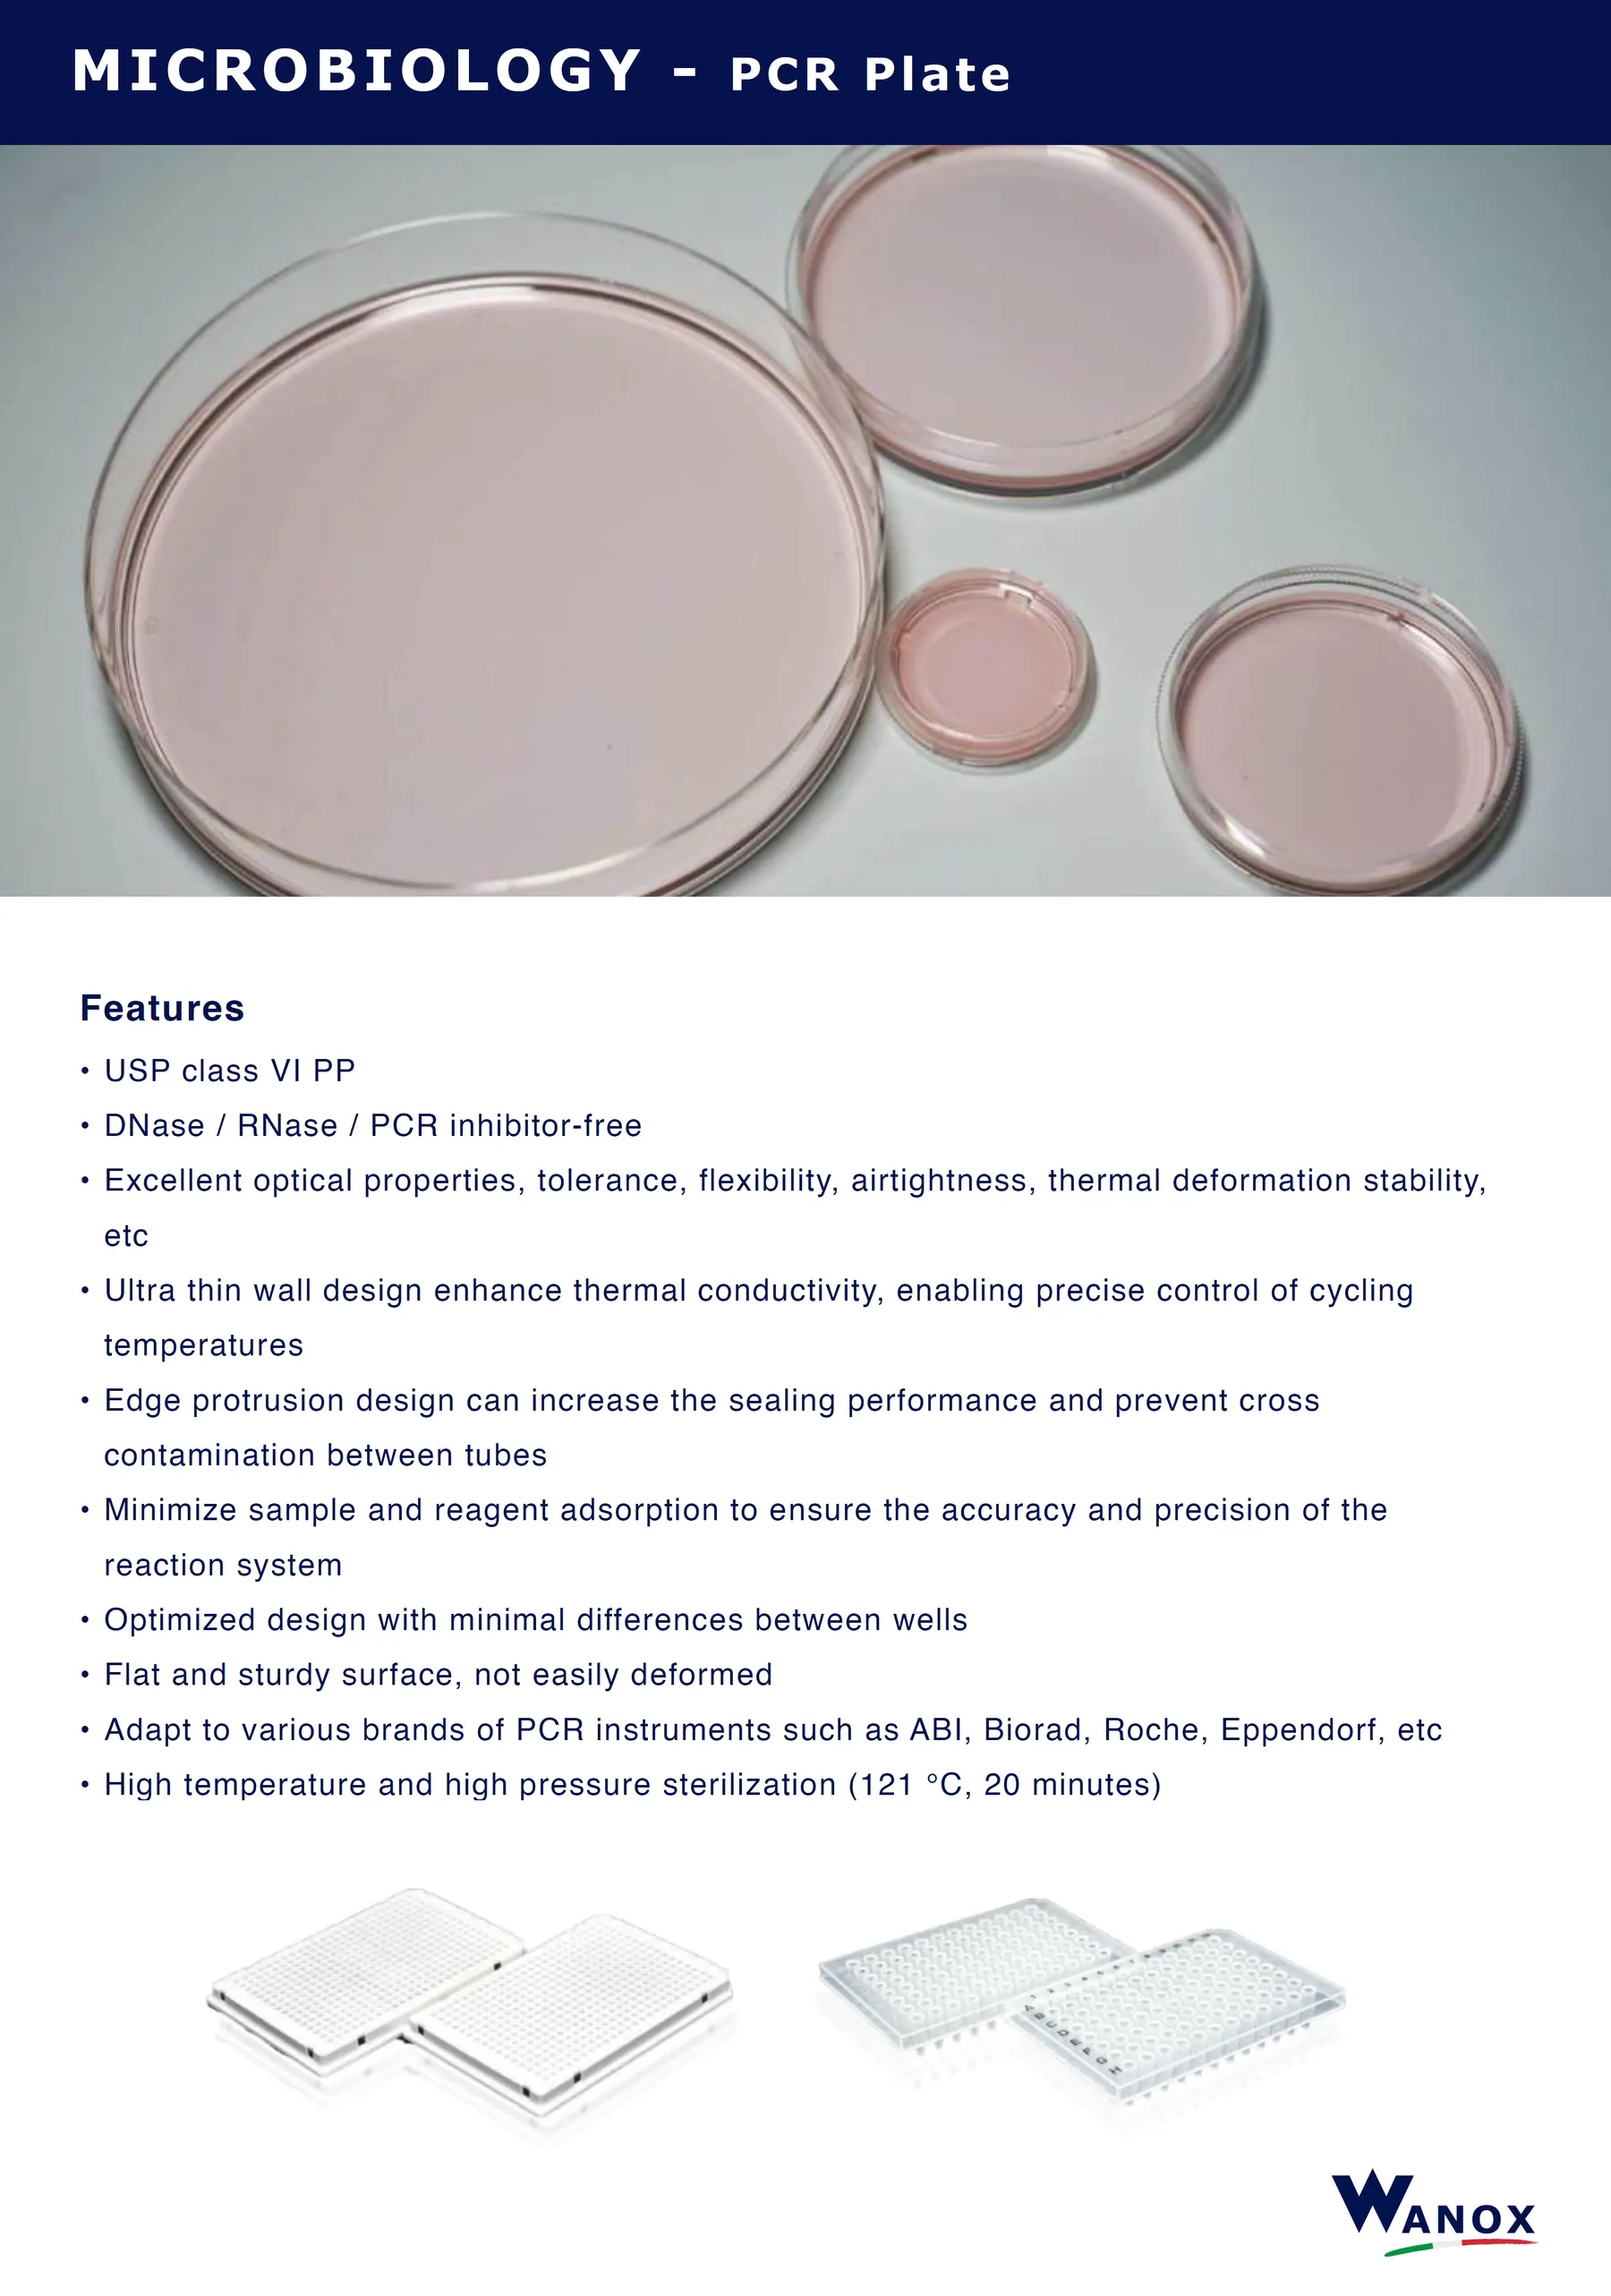 MICROBIOLOGY - PCR Plate
Features
• USP class VI PP
• DNase / RNase / PCR inhibitor-free
• Excellent optical properties, tolerance, flexibility, airtightness, thermal deformation stability,
etc
• Ultra thin wall design enhance thermal conductivity, enabling precise control of cycling
temperatures
• Edge protrusion design can increase the sealing performance and prevent cross
contamination between tubes
• Minimize sample and reagent adsorption to ensure the accuracy and precision of the
reaction system
• Optimized design with minimal differences between wells
• Flat and sturdy surface, not easily deformed
• Adapt to various brands of PCR instruments such as ABI, Biorad, Roche, Eppendorf, etc
• High temperature and high pressure sterilization (121 °C, 20 minutes)
A B C D E F G H
WANOX